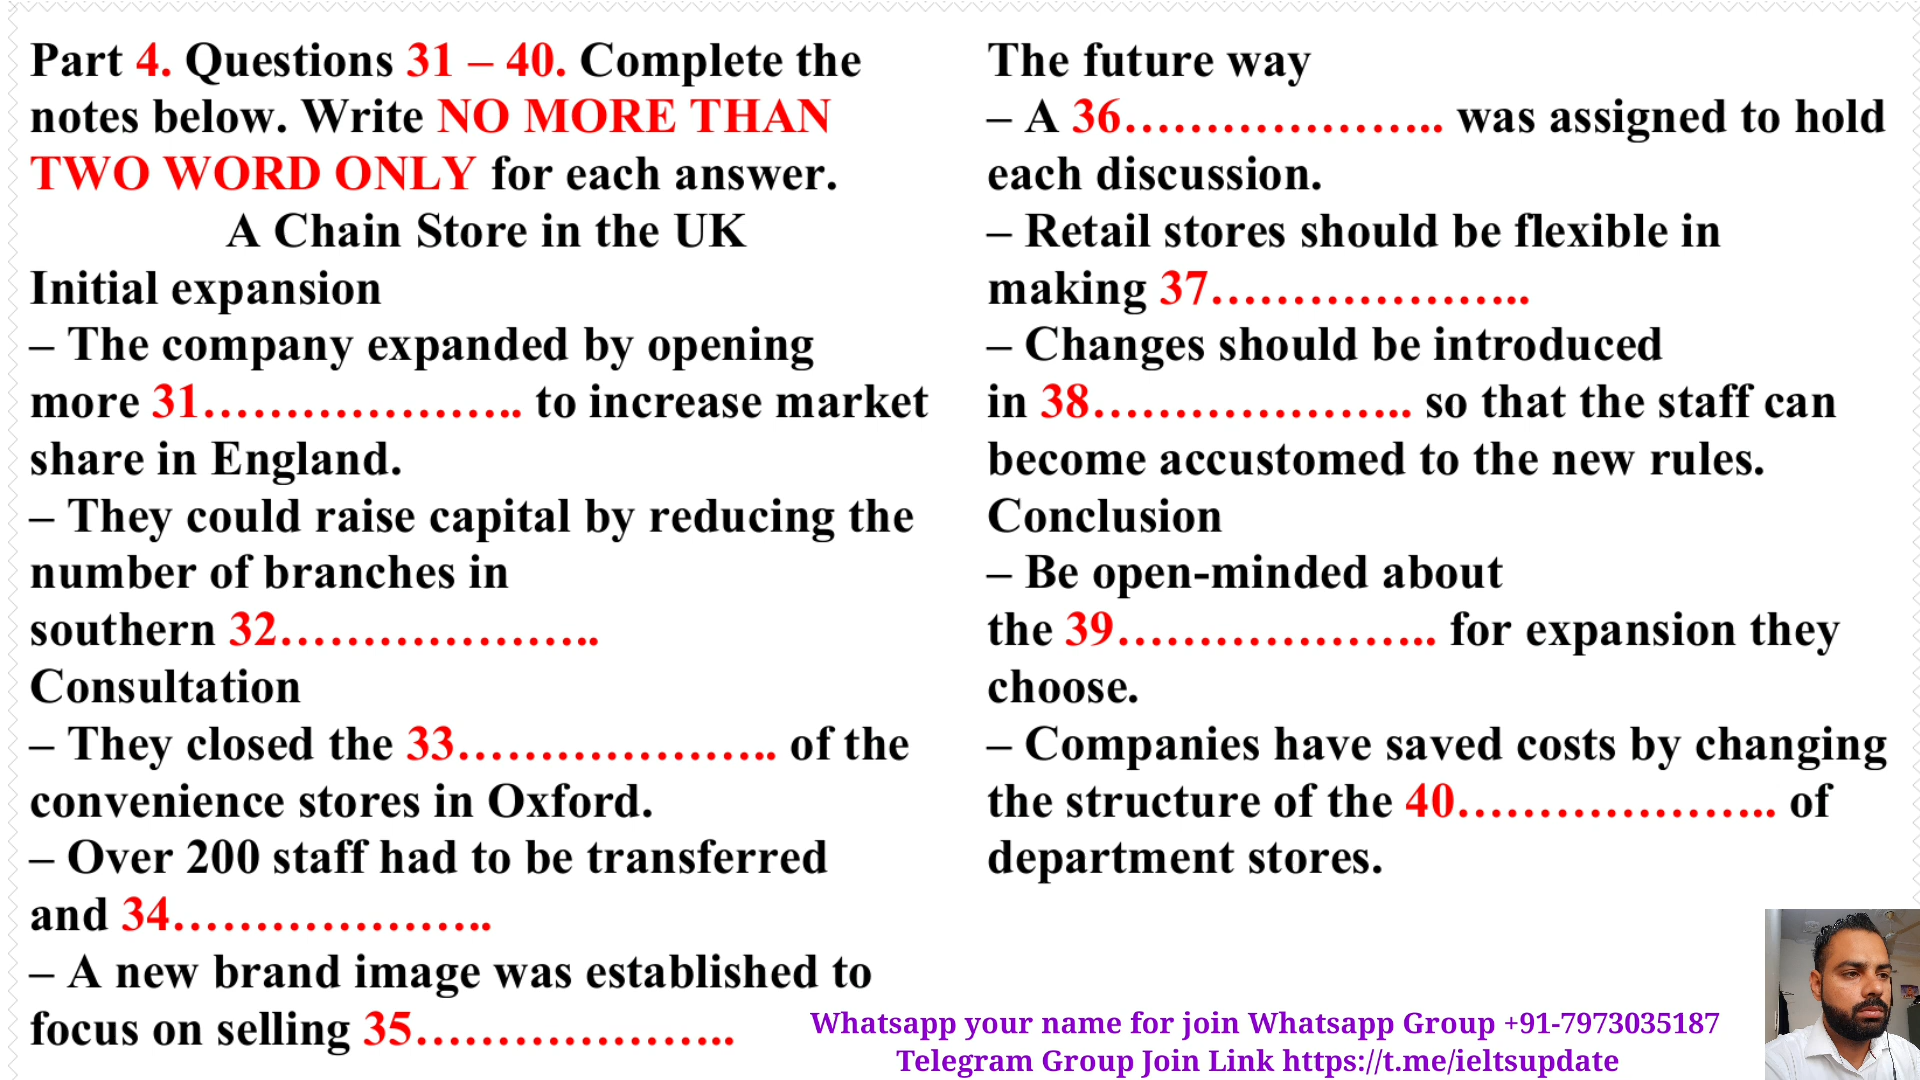 Part 4. Questions 31 – 40. Complete the
notes below. Write NO MORE THAN
TWO WORD ONLY for each answer.
A Chain Store in the UK
Initial expansion
– The company expanded by opening
more 31……………….. to increase market
share in England.
– They could raise capital by reducing the
number of branches in
southern 32………………..
Consultation
– They closed the 33……………….. of the
convenience stores in Oxford.
– Over 200 staff had to be transferred
and 34………………..
– A new brand image was established to
focus on selling 35………………..
The future way
– A 36……………….. was assigned to hold
each discussion.
– Retail stores should be flexible in
making 37………………..
– Changes should be introduced
in 38……………….. so that the staff can
become accustomed to the new rules.
Conclusion
– Be open-minded about
the 39……………….. for expansion they
choose.
– Companies have saved costs by changing
the structure of the 40……………….. of
department stores.
Whatsapp your name for join Whatsapp Group +91-7973035187
Telegram Group Join Link https://t.me/ieltsupdate